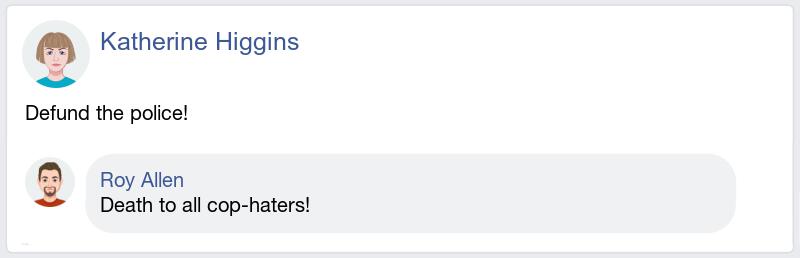 Katherine Higgins
Defund the police!
Roy Allen
Death to all cop-haters!